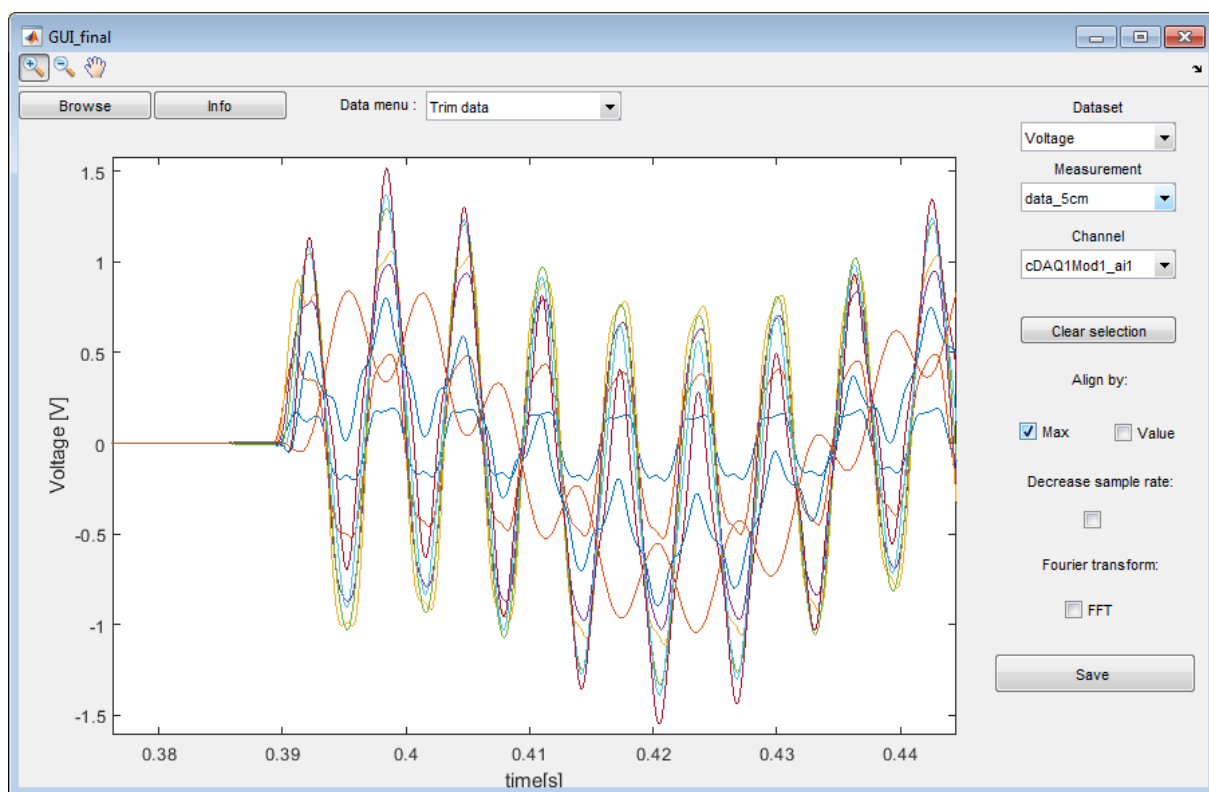 GUI_final
Browse
Info
Data menu :
Trim data
Dataset
Voltage
Measurement
data_5cm
Channel
cDAQ1Mod1_ai1
Clear selection
Align by:
Max
Value
Decrease sample rate:
Fourier transform:
FFT
Save
Voltage [V]
1.5
1
0.5
0
-0.5
-1
-1.5
0.38
0.39
0.4
0.41
0.42
0.43
0.44
time[s]